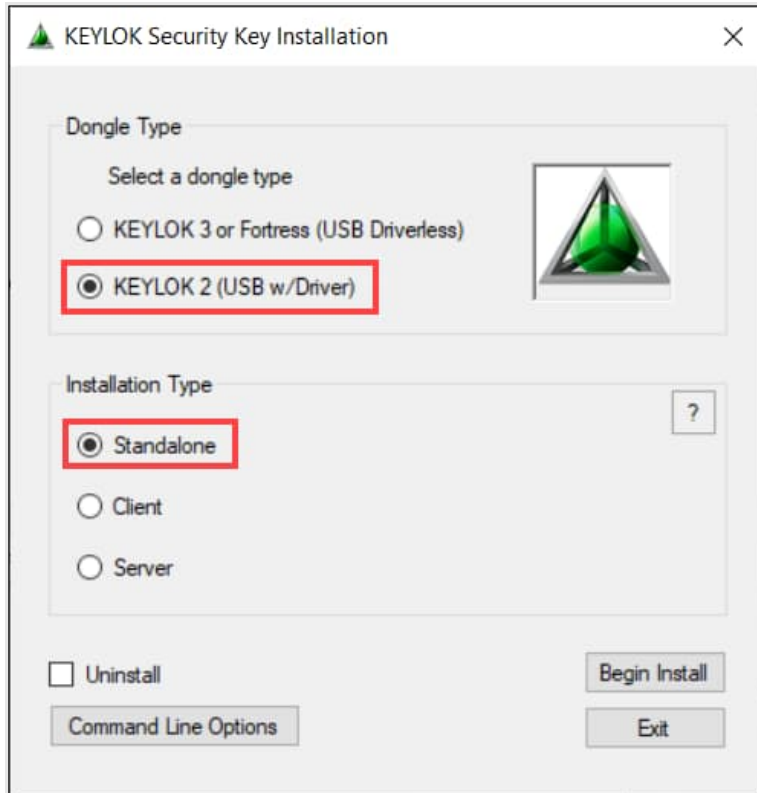 KEYLOK Security Key Installation
Dongle Type
Select a dongle type
KEYLOK 3 or Fortress (USB Driverless)
KEYLOK 2 (USB w/Driver)
Installation Type
?
Standalone
Client
Server
Uninstall
Begin Install
Command Line Options
Exit